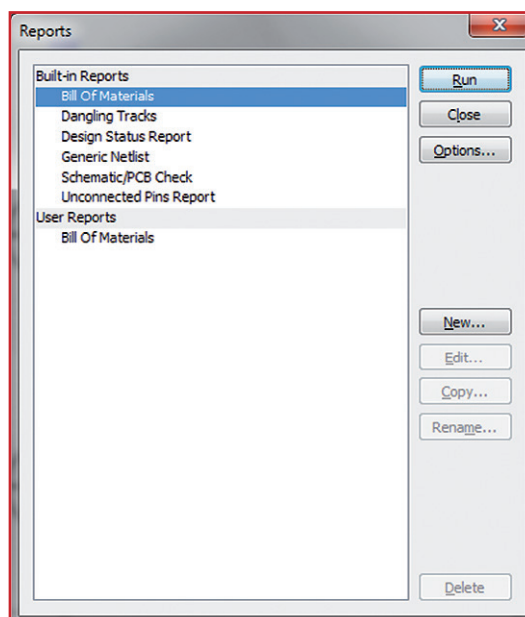 Reports
Built-in Reports
Bill Of Materials
Dangling Tracks
Design Status Report
Generic Netlist
Schematic/PCB Check
Unconnected Pins Report
User Reports
Bill Of Materials
Run
Close
Options...
New...
Edit...
Copy...
Rename...
Delete